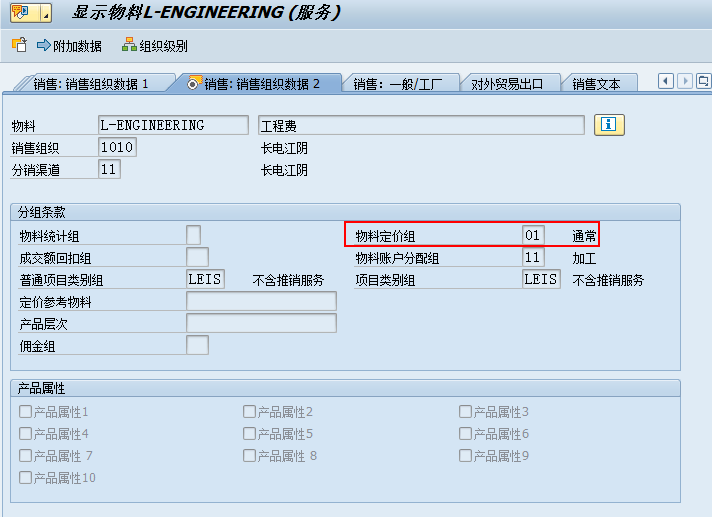 显示物料L-ENGINEERING (服务)
附加数据 组织级别
销售: 销售组织数据 1 销售: 销售组织数据 2 销售: 一般/工厂 对外贸易出口 销售文本
物料 L-ENGINEERING 工程费
销售组织 1010 长电江阴
分销渠道 11 长电江阴
分组条款
物料统计组 物料定价组 01 通常
成交额回扣组 物料账户分配组 11 加工
普通项目类别组 LEIS 不含推销服务 项目类别组 LEIS 不含推销服务
定价参考物料
产品层次
佣金组
产品属性
产品属性1 产品属性2 产品属性3
产品属性4 产品属性5 产品属性6
产品属性 7 产品属性 8 产品属性9
产品属性10